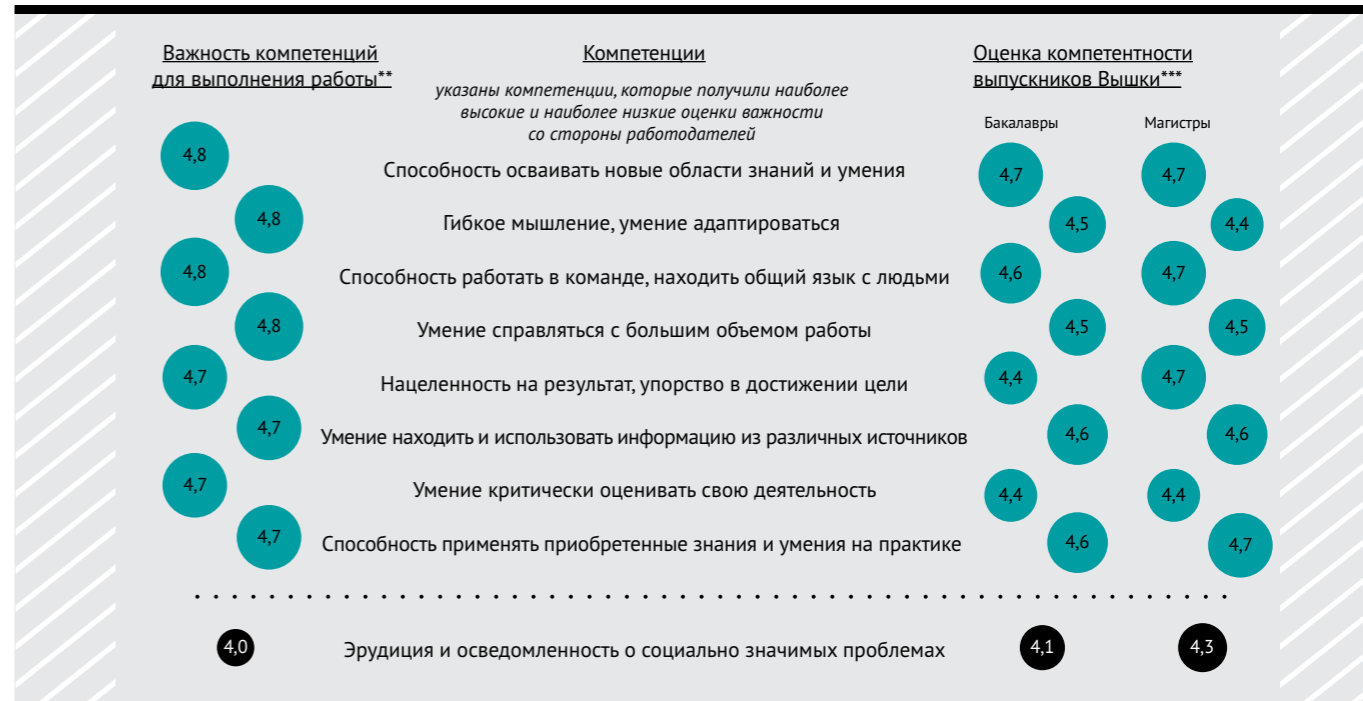 Важность компетенций
для выполнения работы**
Компетенции
указаны компетенции, которые получили наиболее
высокие и наиболее низкие оценки важности
со стороны работодателей
Оценка компетентности
выпускников Вышки***
Бакалавры
Магистры
4,8
Способность осваивать новые области знаний и умения
4,7
4,7
4,8
Гибкое мышление, умение адаптироваться
4,5
4,4
4,8
Способность работать в команде, находить общий язык с людьми
4,6
4,7
4,8
Умение справляться с большим объемом работы
4,5
4,5
4,7
Нацеленность на результат, упорство в достижении цели
4,4
4,7
4,7
Умение находить и использовать информацию из различных источников
4,6
4,6
4,7
Умение критически оценивать свою деятельность
4,4
4,4
4,7
Способность применять приобретенные знания и умения на практике
4,6
4,7
4,0
Эрудиция и осведомленность о социально значимых проблемах
4,1
4,3